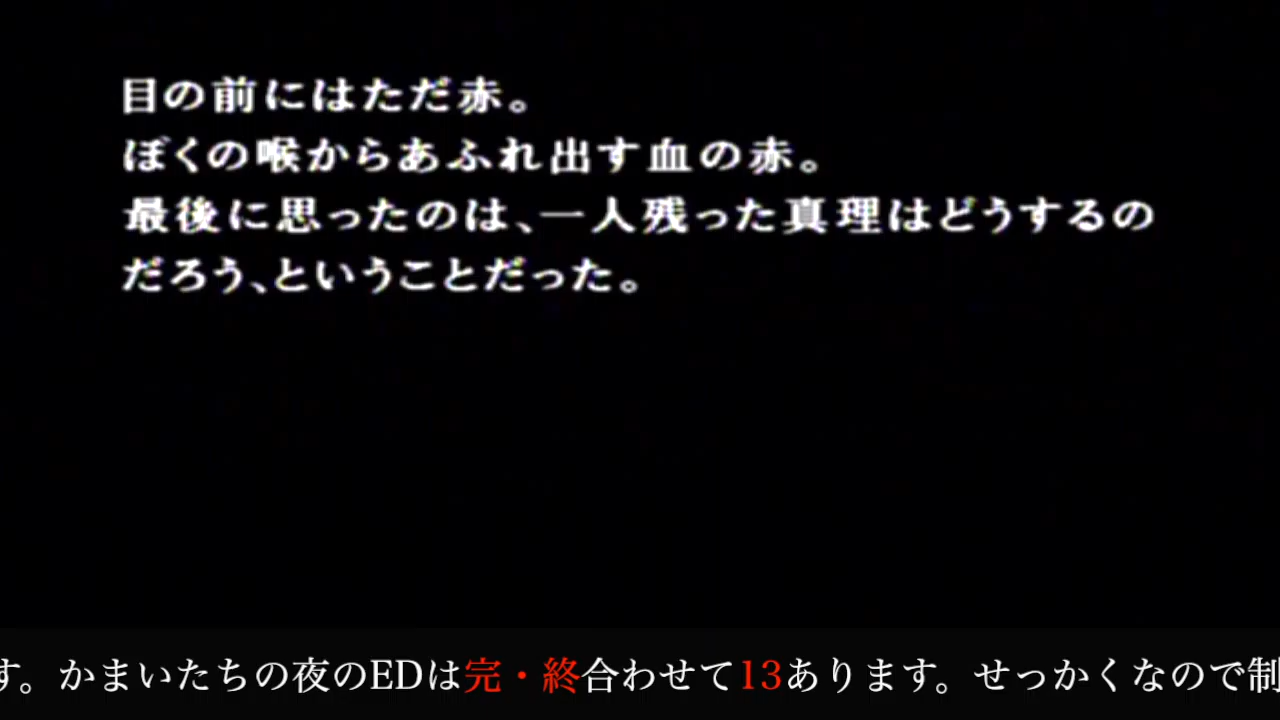 目の前にはただ赤。
ぼくの喉からあふれ出す血の赤。
最後に思ったのは、一人残った真理はどうするの
だろう、ということだった。
す。かまいたちの夜のEDは完・終合わせて13あります。せっかくなので制